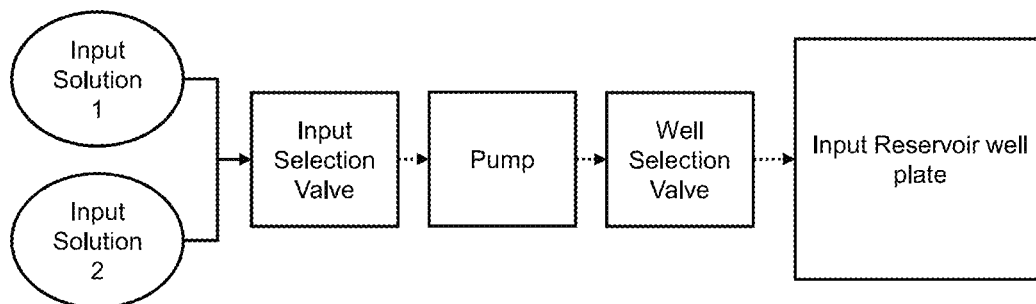 Input
Solution
1
Input
Solution
2
Input
Selection
Valve
Pump
Well
Selection
Valve
Input Reservoir well
plate